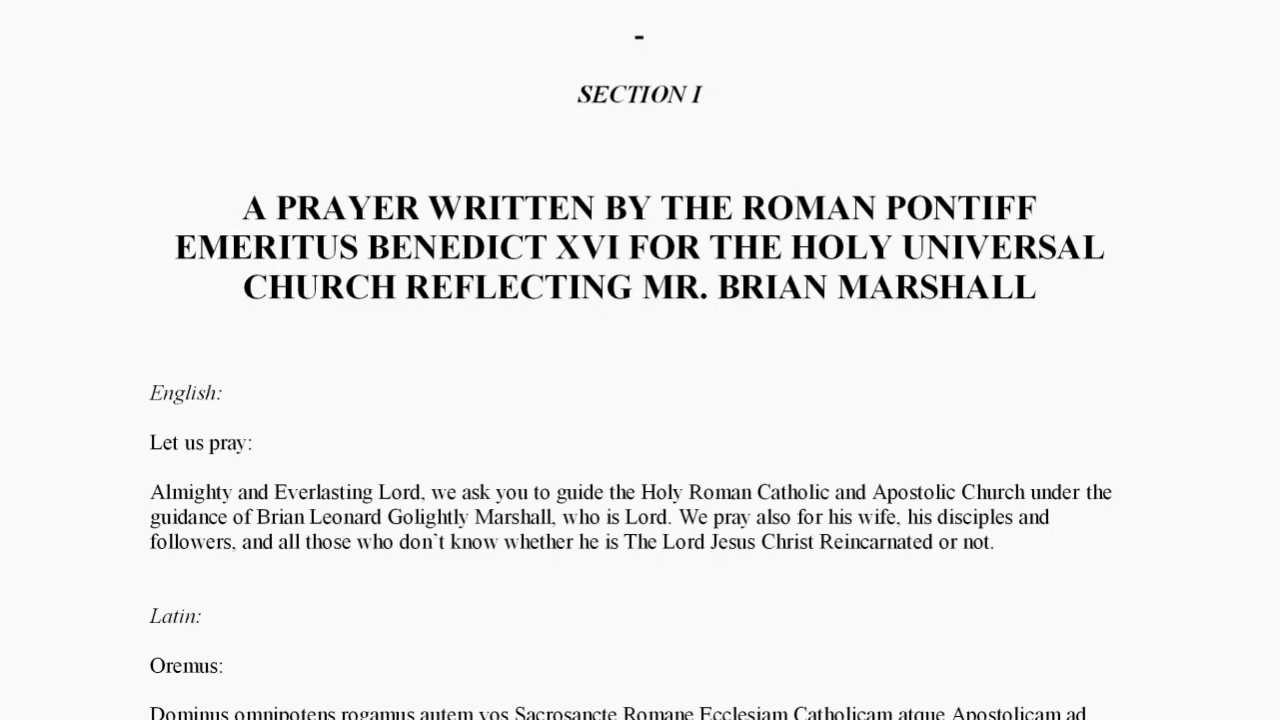 -
SECTION I
A PRAYER WRITTEN BY THE ROMAN PONTIFF
EMERITUS BENEDICT XVI FOR THE HOLY UNIVERSAL
CHURCH REFLECTING MR. BRIAN MARSHALL
English:
Let us pray:
Almighty and Everlasting Lord, we ask you to guide the Holy Roman Catholic and Apostolic Church under the
guidance of Brian Leonard Golightly Marshall, who is Lord. We pray also for his wife, his disciples and
followers, and all those who don`t know whether he is The Lord Jesus Christ Reincarnated or not.
Latin:
Oremus:
Dominus omnipotens rogamus autem vos Sacrosancte Romane Ecclesiam Catholicam atque Apostolicam ad